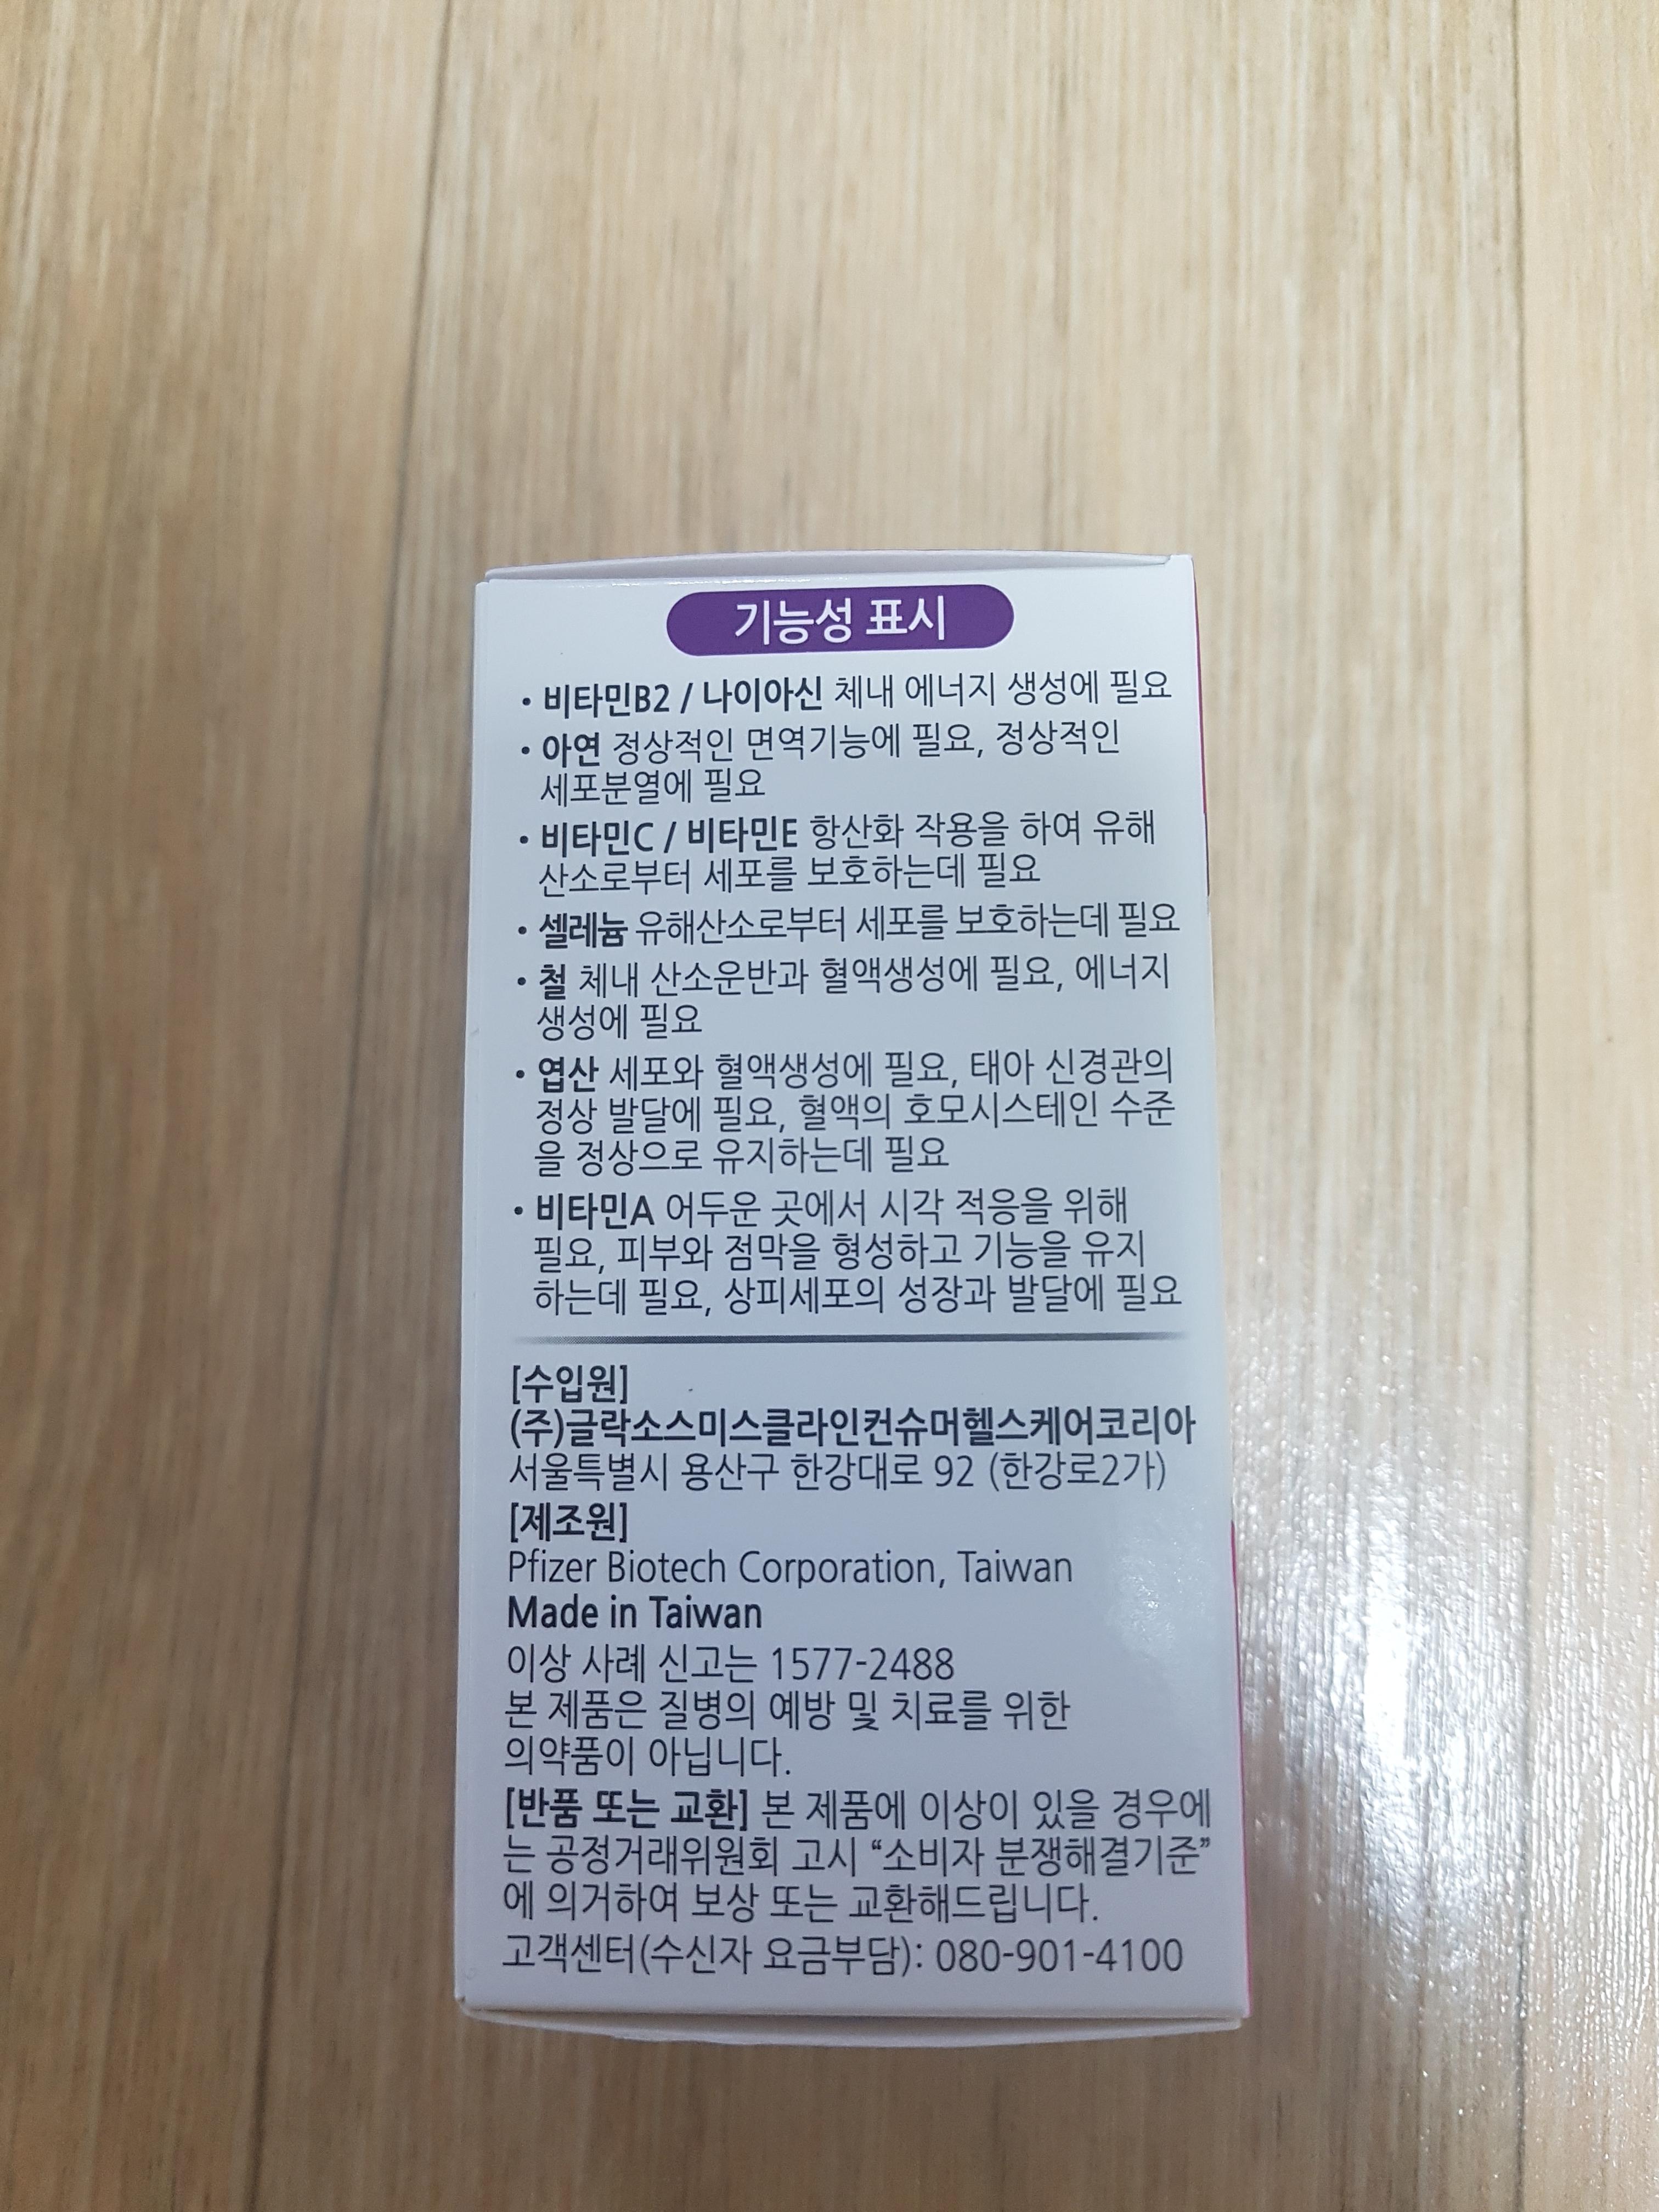 기능성 표시
• 비타민B2 / 나이아신 체내 에너지 생성에 필요
• 아연 정상적인 면역기능에 필요, 정상적인
세포분열에 필요
• 비타민C / 비타민E 항산화 작용을 하여 유해
산소로부터 세포를 보호하는데 필요
• 셀레늄 유해산소로부터 세포를 보호하는데 필요
• 철 체내 산소운반과 혈액생성에 필요, 에너지
생성에 필요
• 엽산 세포와 혈액생성에 필요, 태아 신경관의
정상 발달에 필요, 혈액의 호모시스테인 수준
을 정상으로 유지하는데 필요
• 비타민A 어두운 곳에서 시각 적응을 위해
필요, 피부와 점막을 형성하고 기능을 유지
하는데 필요, 상피세포의 성장과 발달에 필요
[수입원]
(주)글락소스미스클라인컨슈머헬스케어코리아
서울특별시 용산구 한강대로 92 (한강로2가)
[제조원]
Pfizer Biotech Corporation, Taiwan
Made in Taiwan
이상 사례 신고는 1577-2488
본 제품은 질병의 예방 및 치료를 위한
의약품이 아닙니다.
[반품 또는 교환] 본 제품에 이상이 있을 경우에
는 공정거래위원회 고시 “소비자 분쟁해결기준”
에 의거하여 보상 또는 교환해드립니다.
고객센터(수신자 요금부담): 080-901-4100